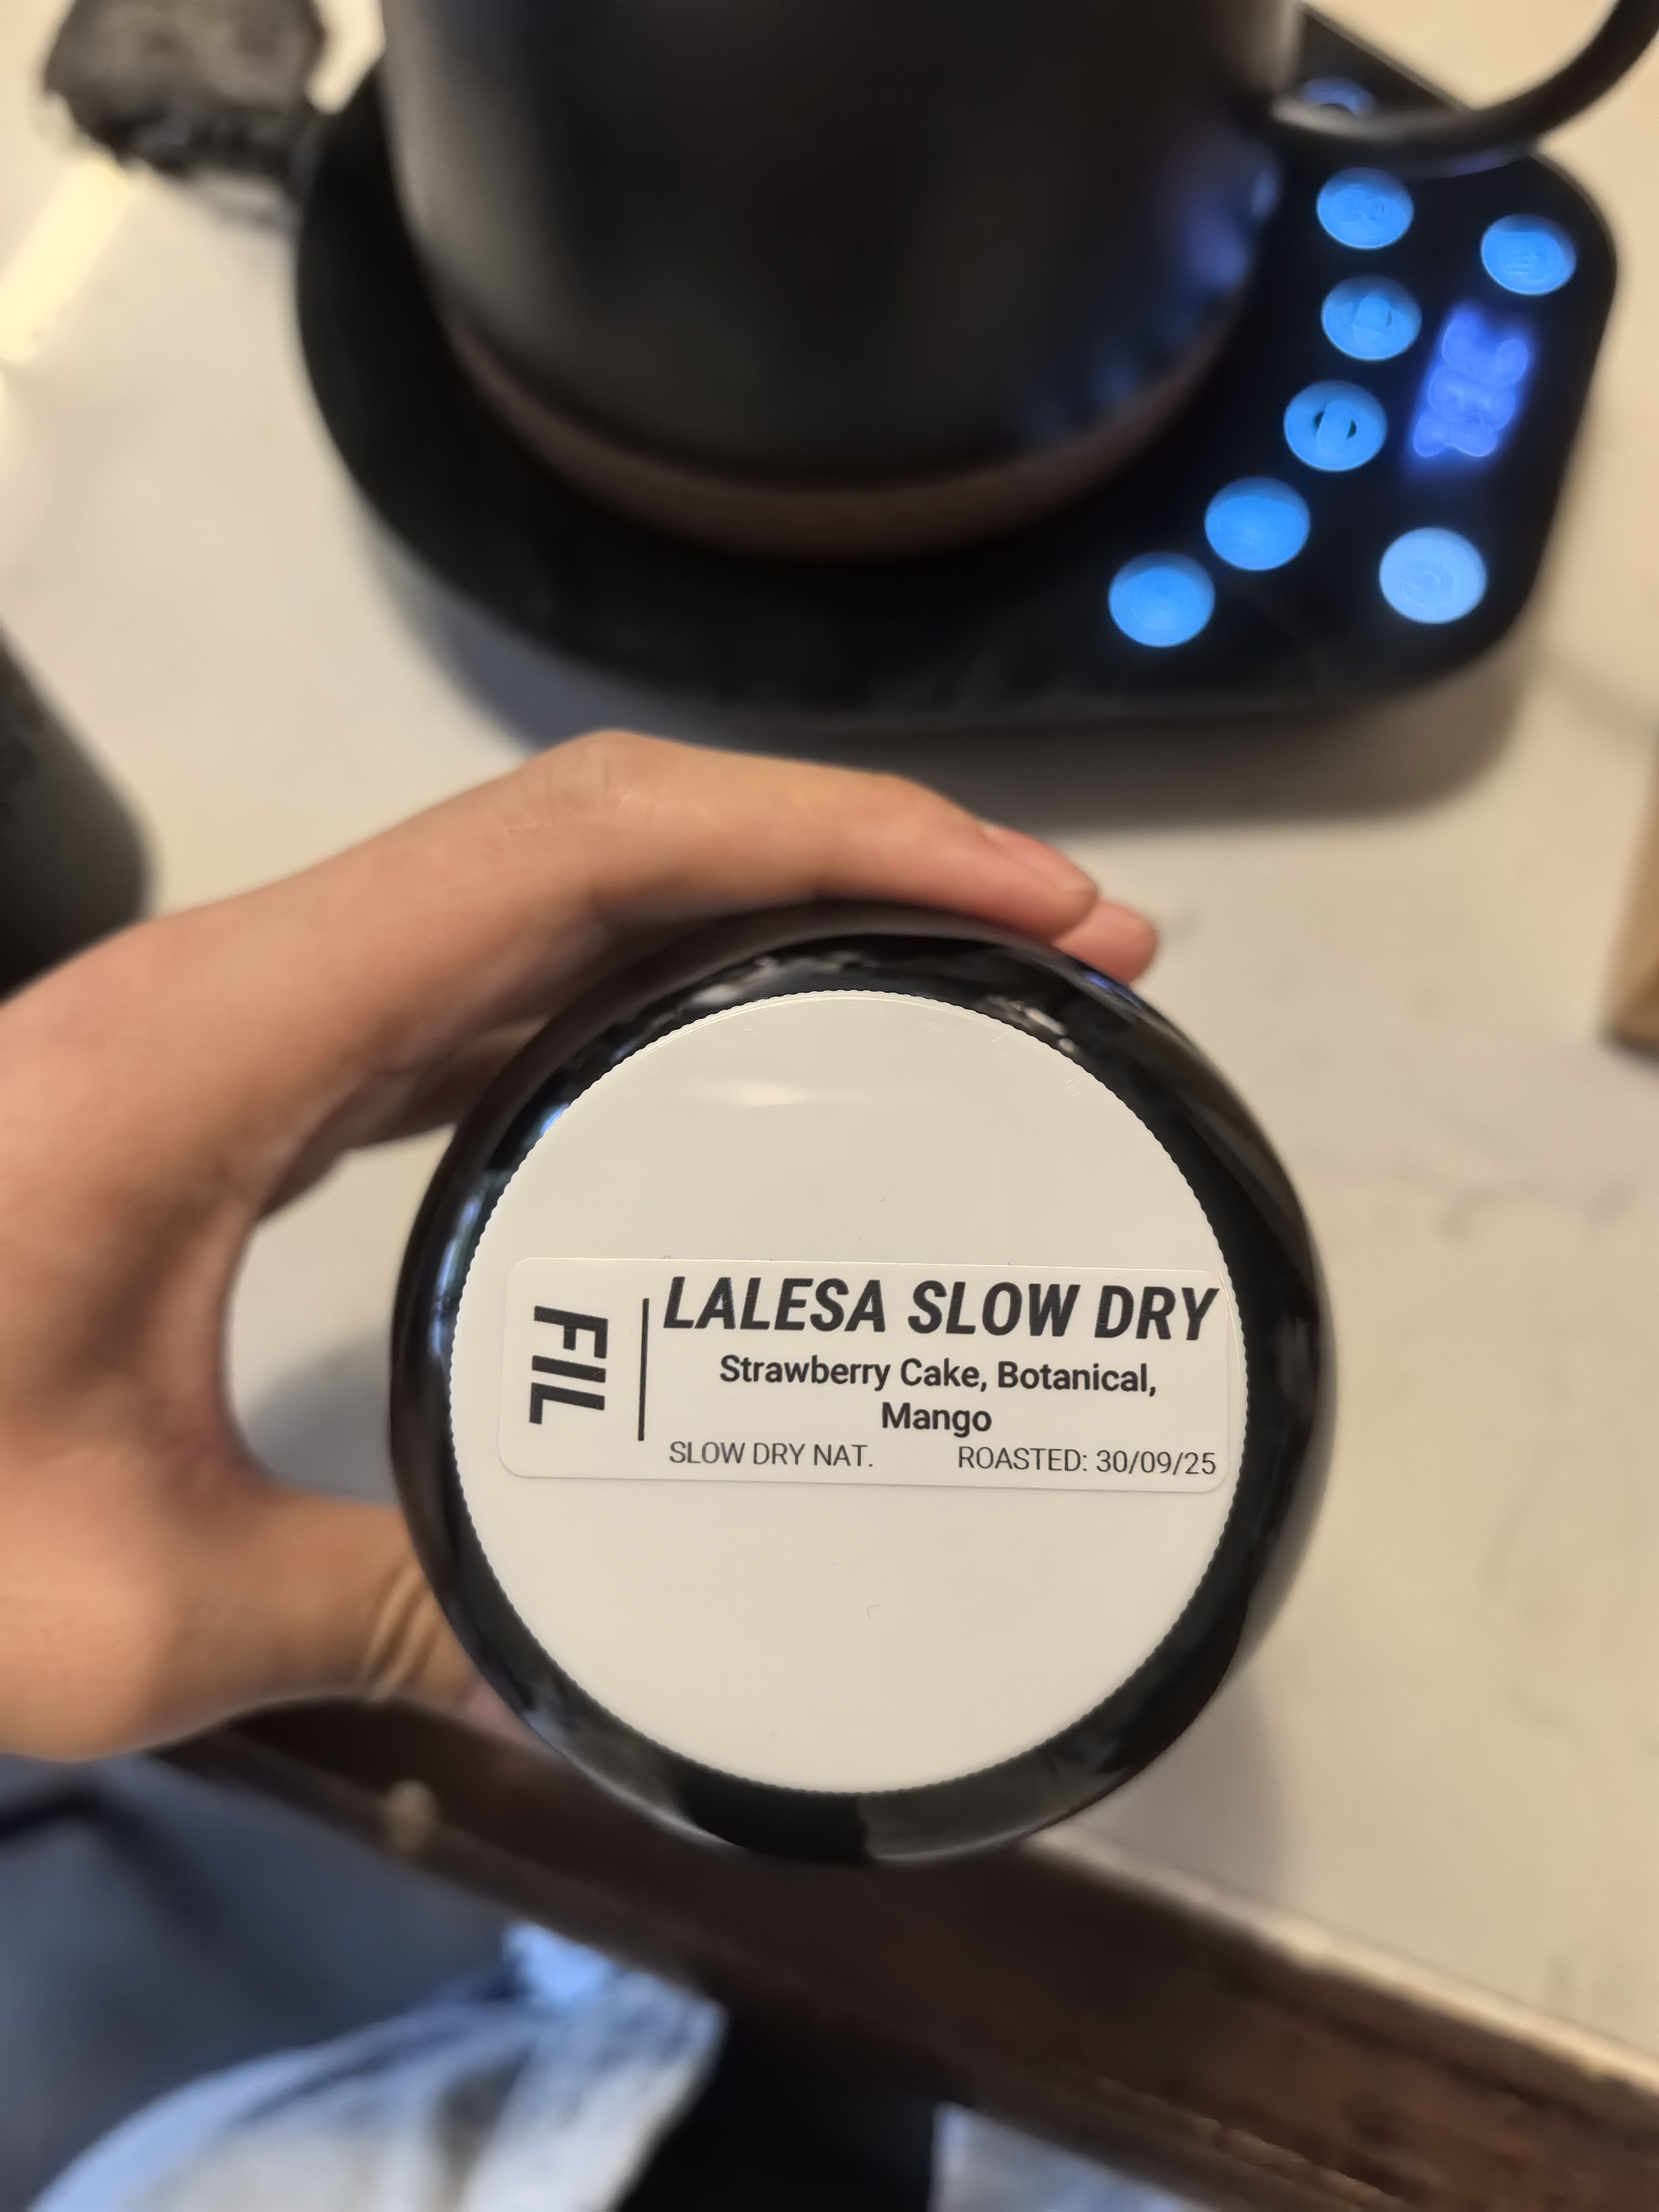 FIL
LALESA SLOW DRY
Strawberry Cake, Botanical,
Mango
SLOW DRY NAT. ROASTED: 30/09/25